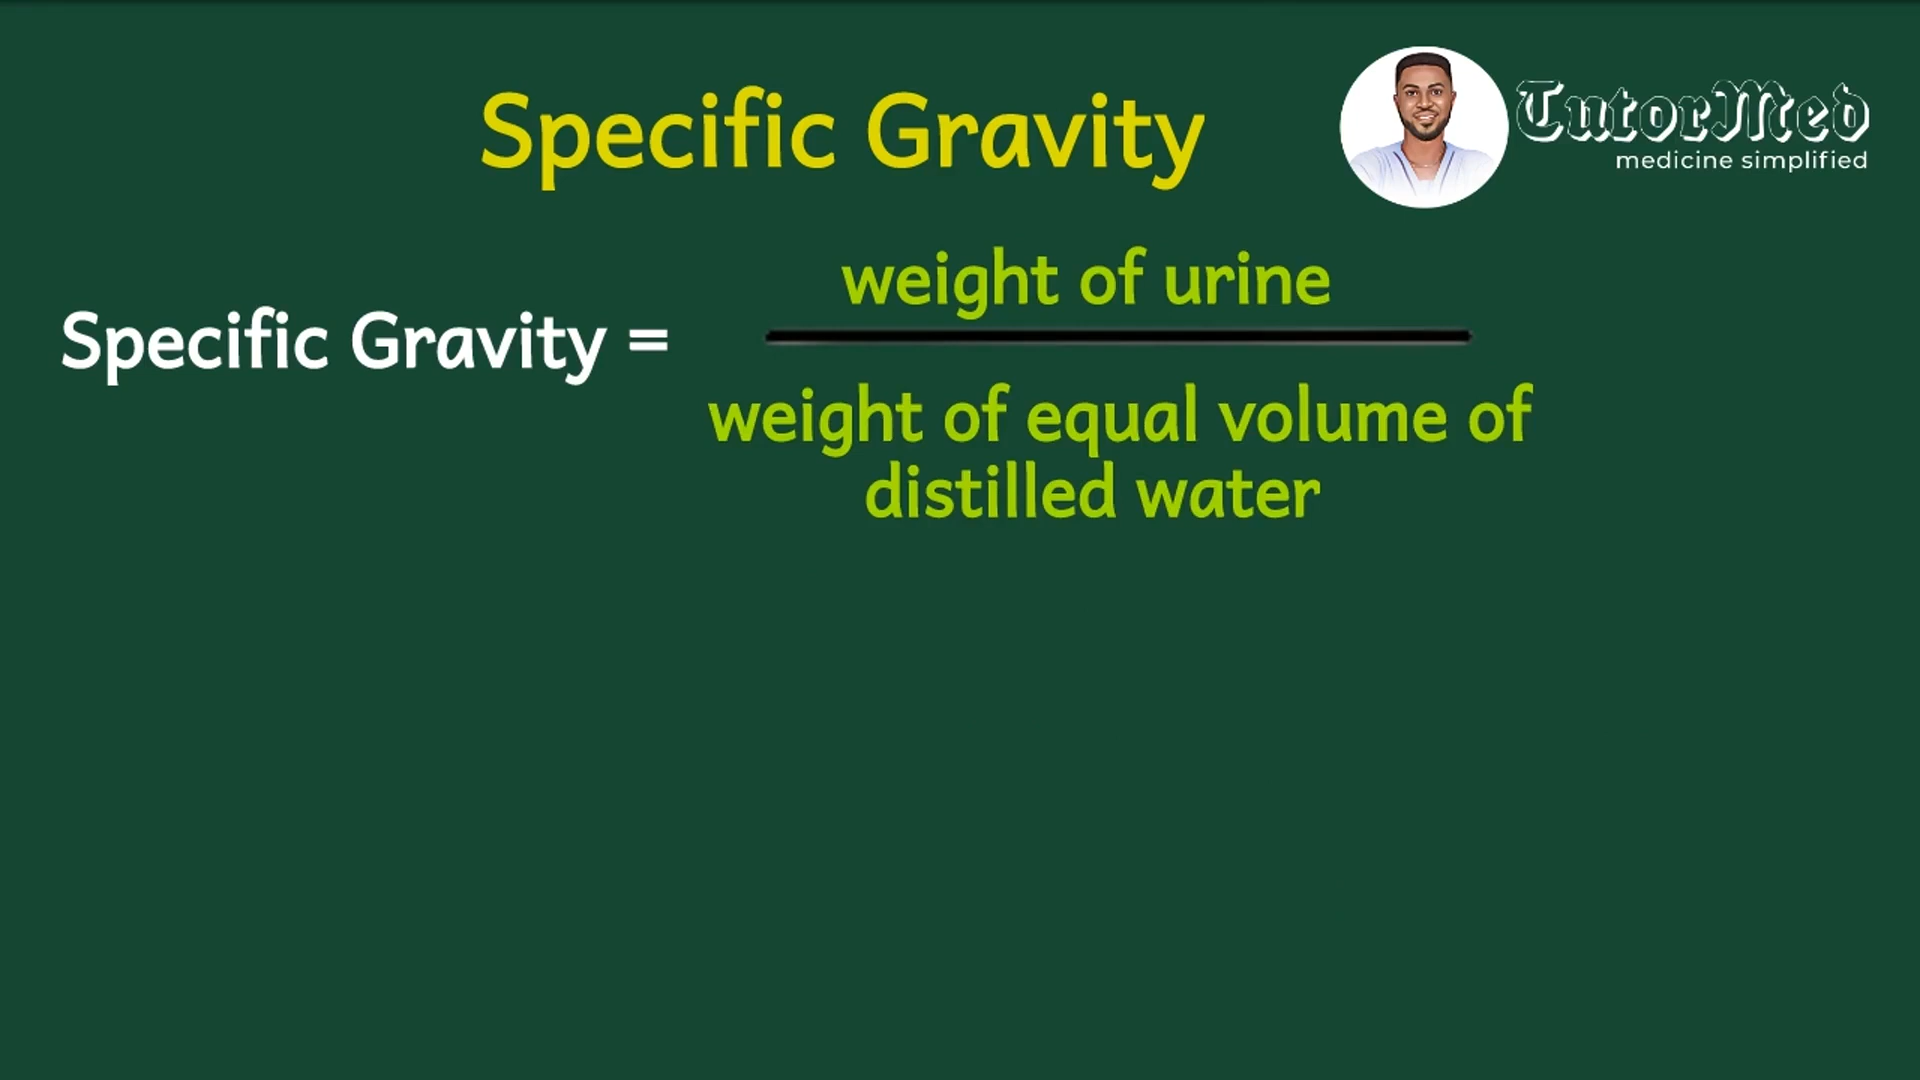 Specific Gravity
TutorMed
medicine simplified
weight of urine
Specific Gravity =
weight of equal volume of
distilled water